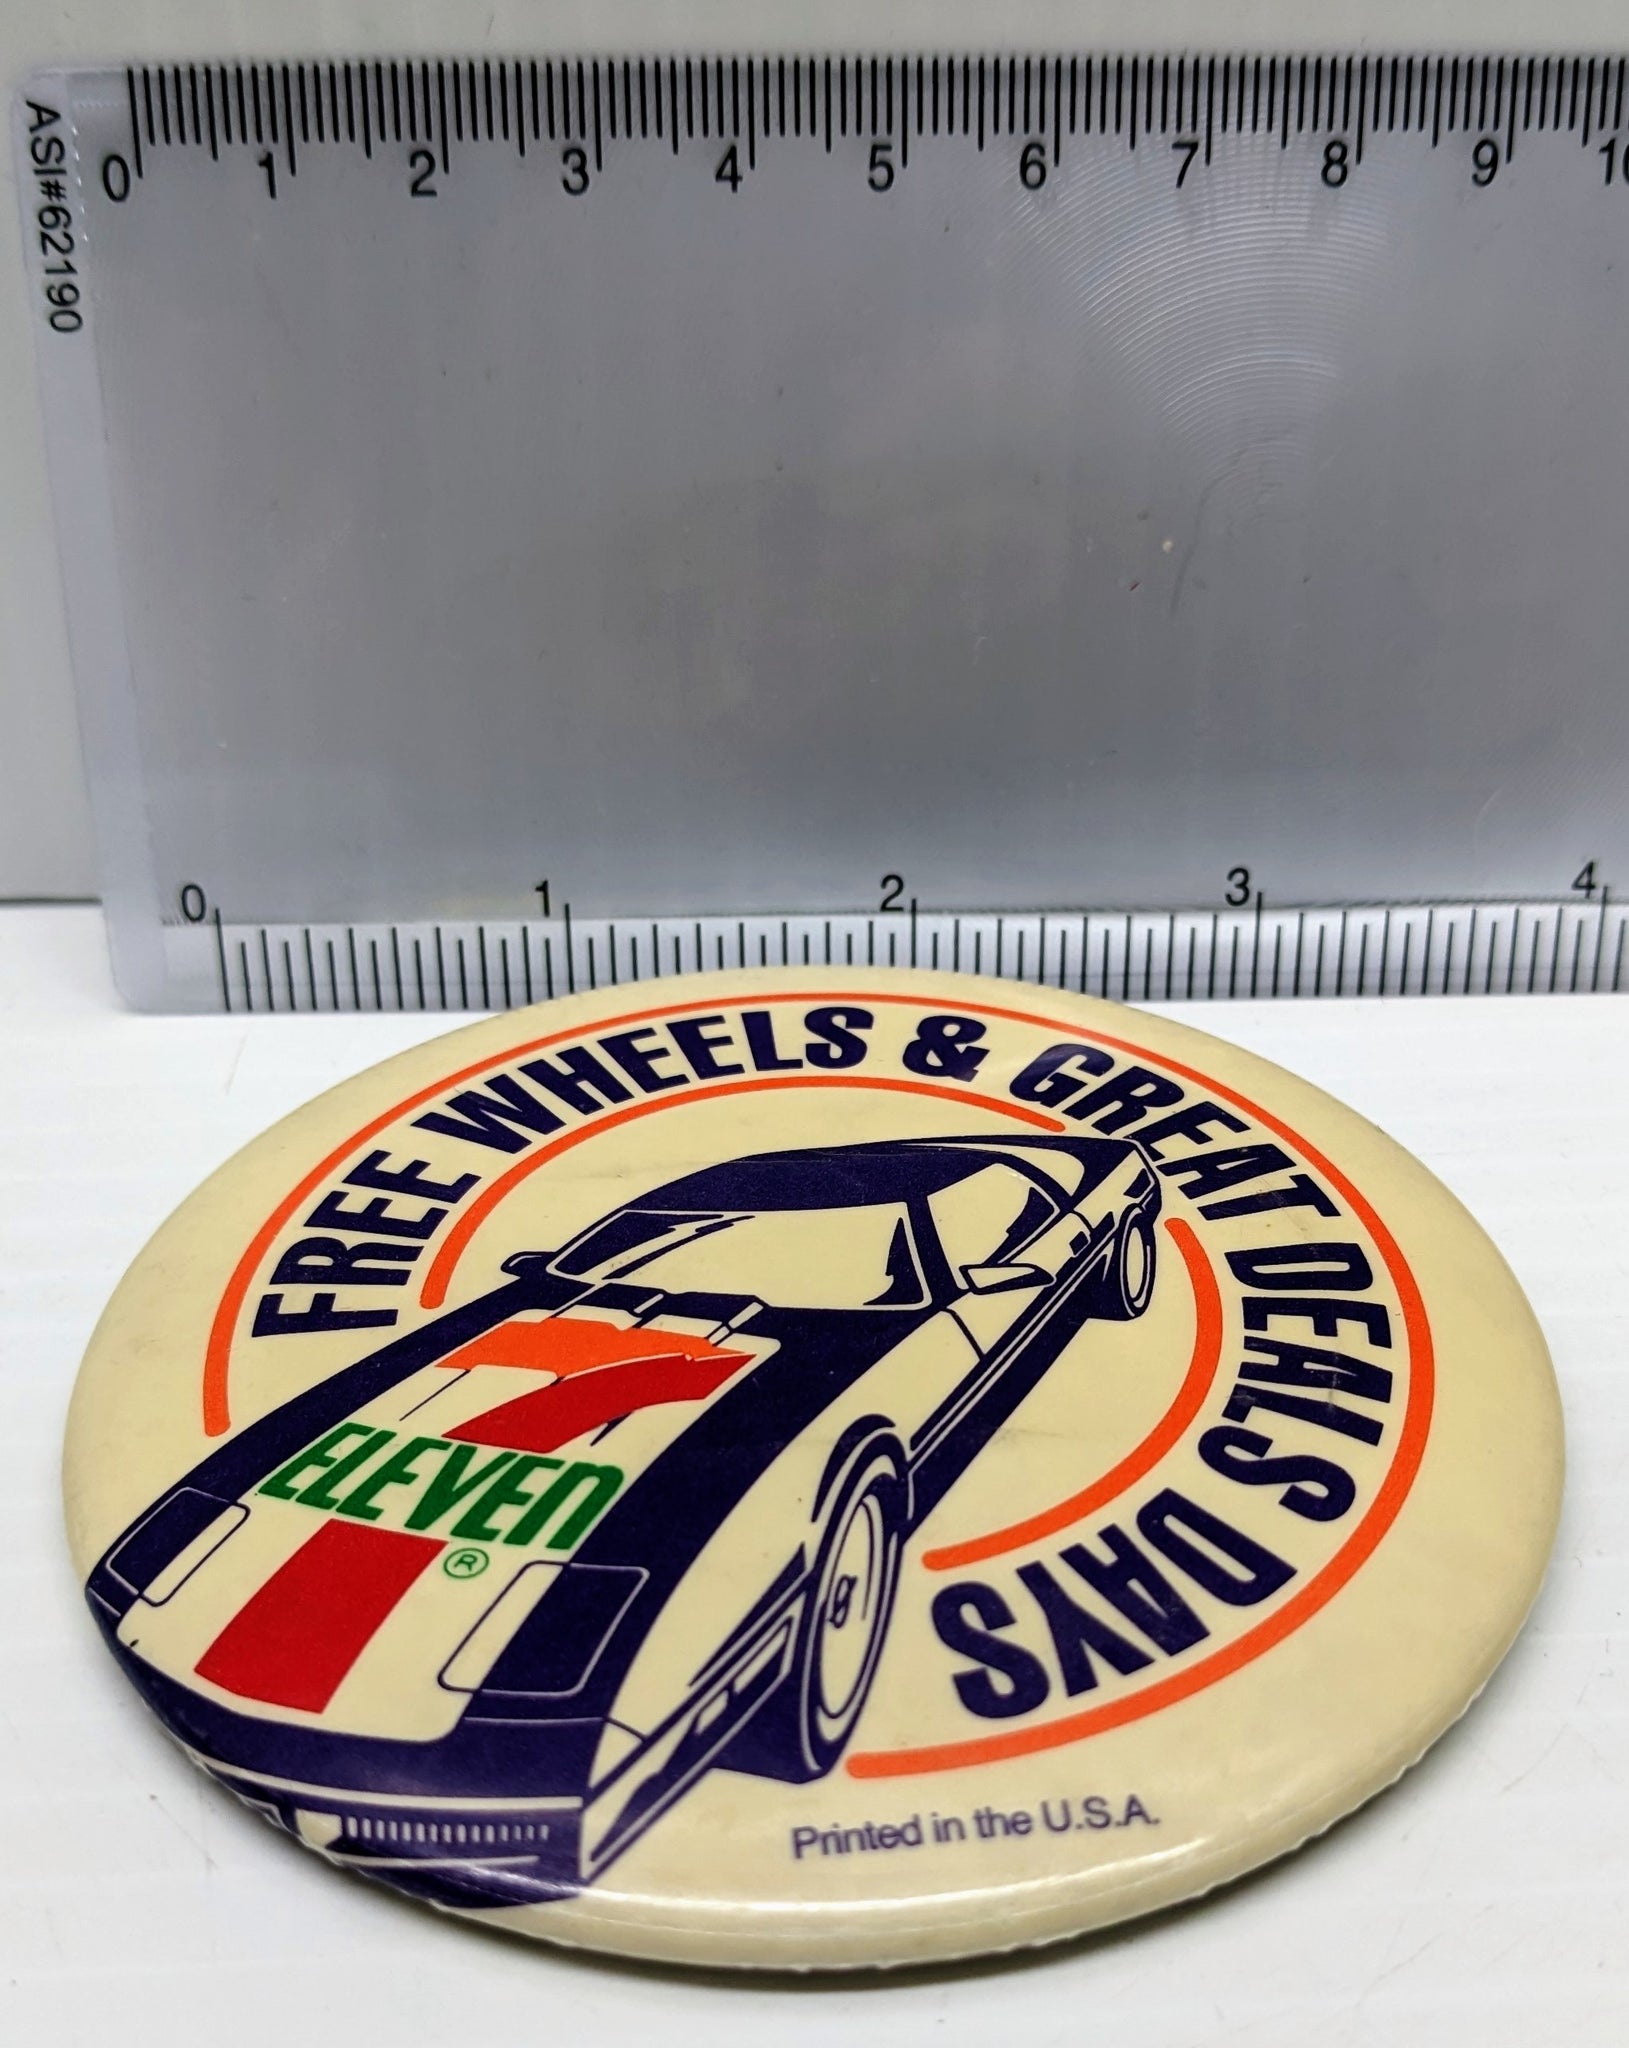 ASI#62190
0 1 2 3 4 5 6 7 8 9
0 1 2 3 4
FREE WHEELS & GREAT DEALS DAYS
7
ELEVEN
®
Printed in the U.S.A.